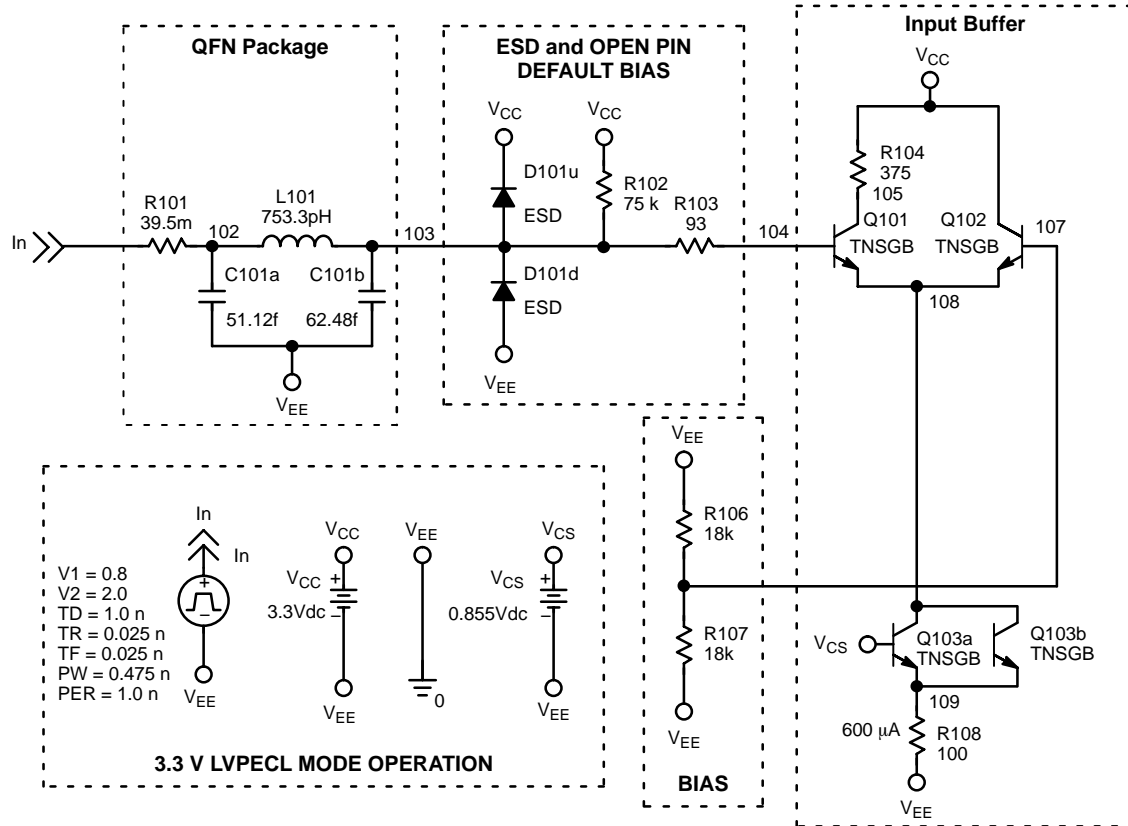 QFN Package
R101
39.5m
In
102
L101
753.3pH
C101a
51.12f
C101b
62.48f
VEE
103
ESD and OPEN PIN
DEFAULT BIAS
VCC
D101u
ESD
D101d
ESD
VEE
VCC
R102
75 k
R103
93
104
Input Buffer
VCC
R104
375
105
Q101
TNSGB
Q102
TNSGB
107
108
VCS
Q103a
TNSGB
Q103b
TNSGB
109
600 μA
R108
100
VEE
VEE
R106
18k
R107
18k
VEE
BIAS
In
In
V1 = 0.8
V2 = 2.0
TD = 1.0 n
TR = 0.025 n
TF = 0.025 n
PW = 0.475 n
PER = 1.0 n
VEE
VCC
VCC
+
−
3.3Vdc
VEE
VEE
0
VCS
VCS
+
−
0.855Vdc
VEE
3.3 V LVPECL MODE OPERATION